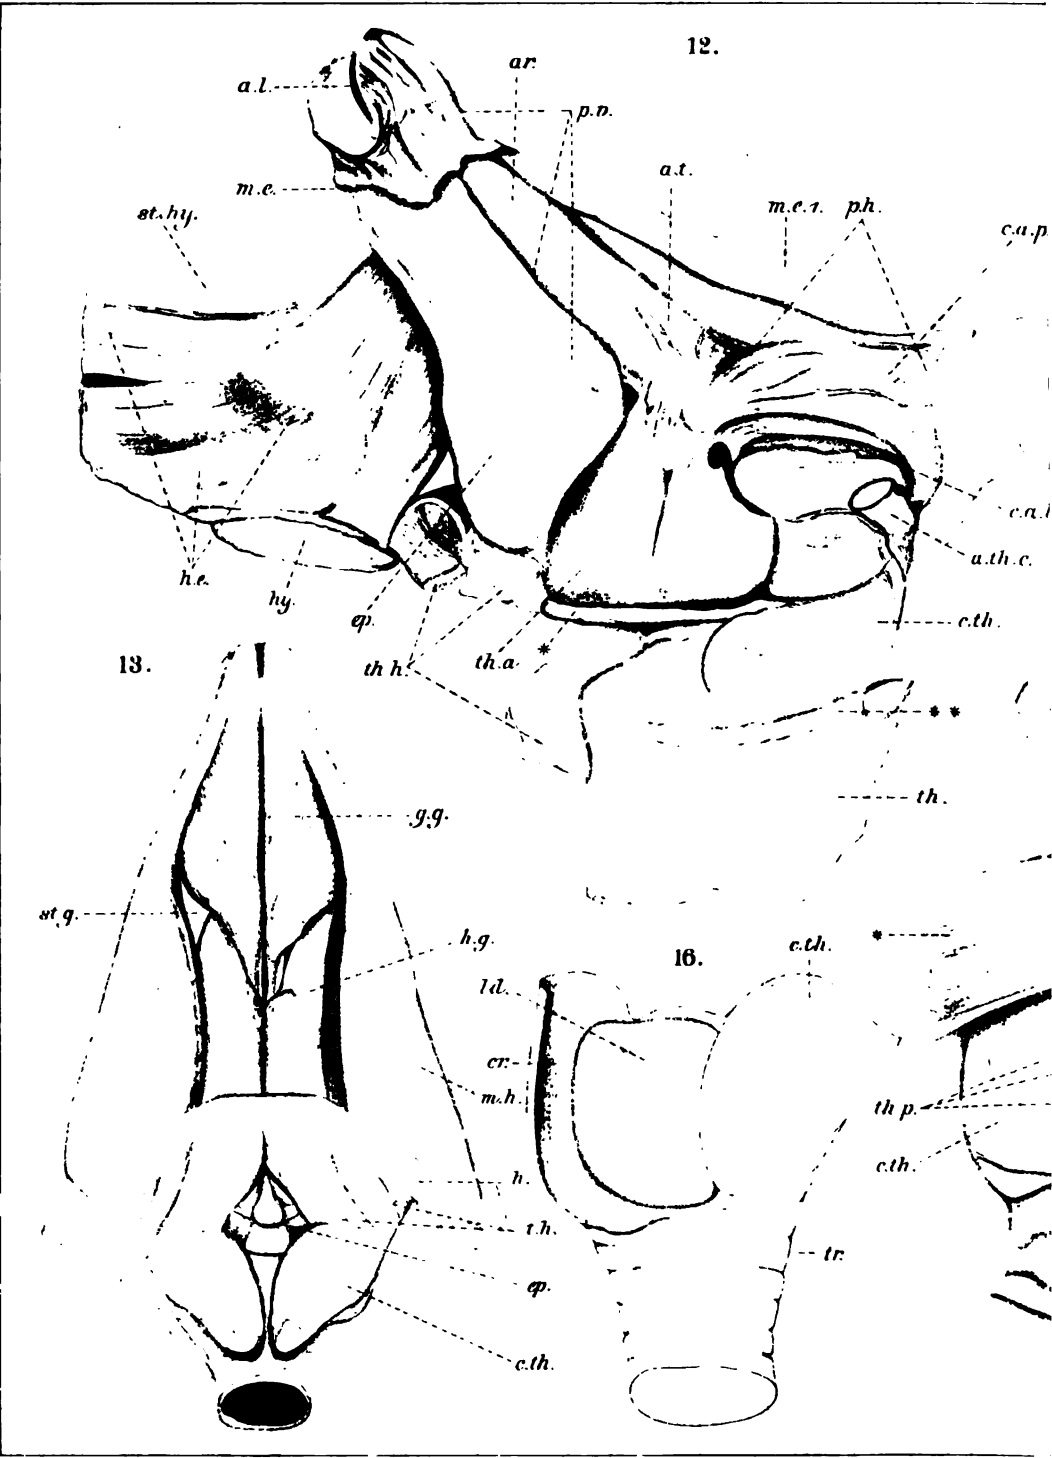 12.
ar.
a.l.
p.n.
a.t.
m.e.
st.hy.
m.e.1. p.h.
c.a.p
h.e.
hy.
ep.
th h.
th.a
*
c.a.l
a.th.c.
c.th.
13.
* *
th.
g.g.
st.g.
h.g.
16.
c.th.
*
ld.
cr.
m.h.
th p.
c.th.
h.
t.h.
tr.
ep.
c.th.